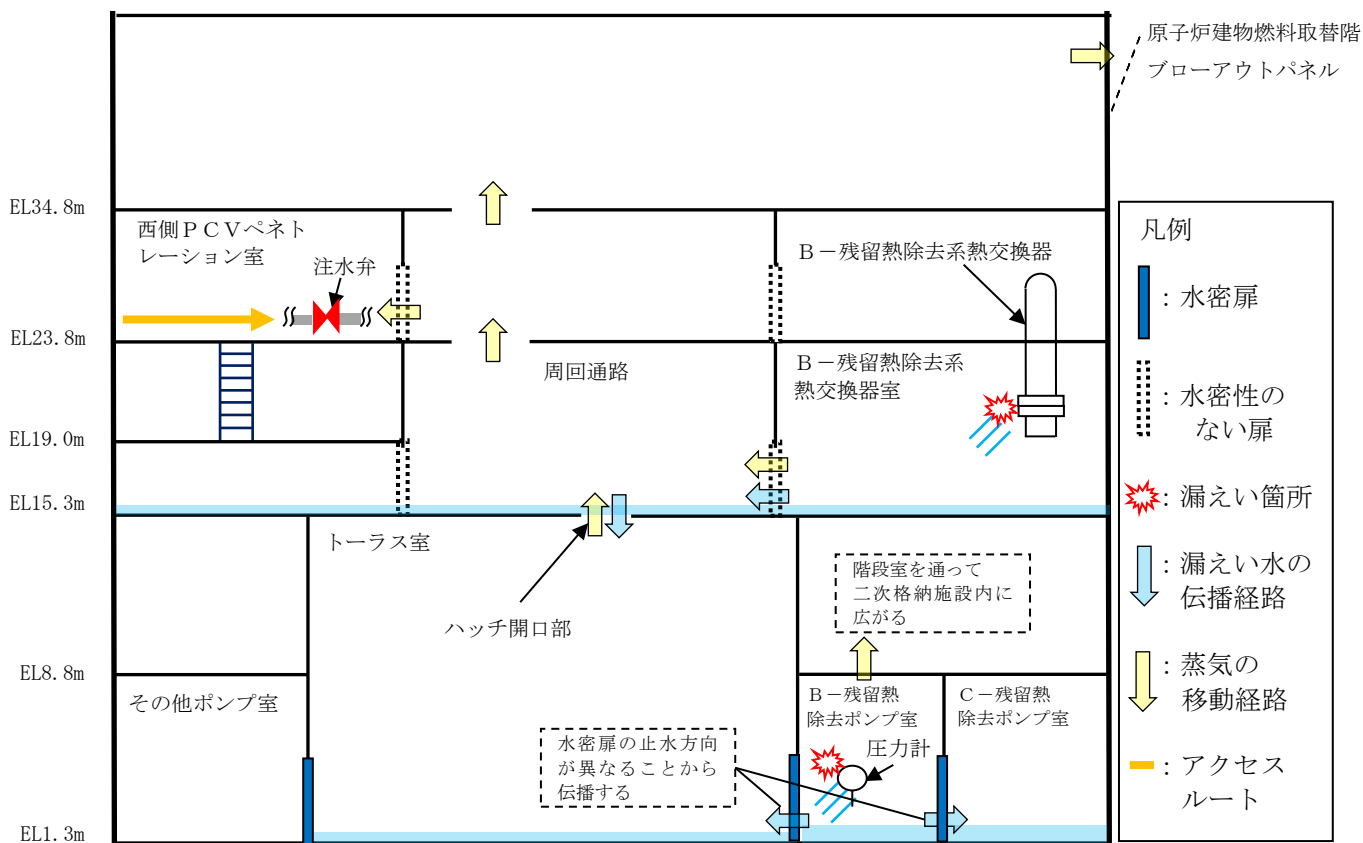 原子炉建物燃料取替階
ブローアウトパネル
EL34.8m
西側ＰＣＶペネト
レーション室
注水弁
Ｂ－残留熱除去系熱交換器
EL23.8m
周回通路
Ｂ－残留熱除去系
熱交換器室
EL19.0m
EL15.3m
トーラス室
ハッチ開口部
階段室を通って
二次格納施設内に
広がる
EL8.8m
その他ポンプ室
Ｂ－残留熱
除去ポンプ室
Ｃ－残留熱
除去ポンプ室
圧力計
水密扉の止水方向
が異なることから
伝播する
EL1.3m
凡例
：水密扉
：水密性の
ない扉
：漏えい箇所
：漏えい水の
伝播経路
：蒸気の
移動経路
：アクセス
ルート